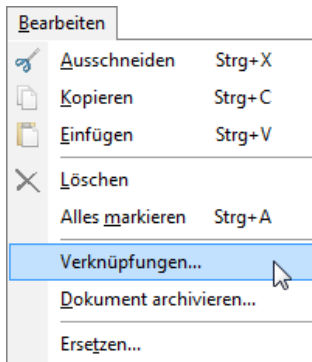 Bearbeiten
Ausschneiden Strg+X
Kopieren Strg+C
Einfügen Strg+V
Löschen
Alles markieren Strg+A
Verknüpfungen...
Dokument archivieren...
Ersetzen...